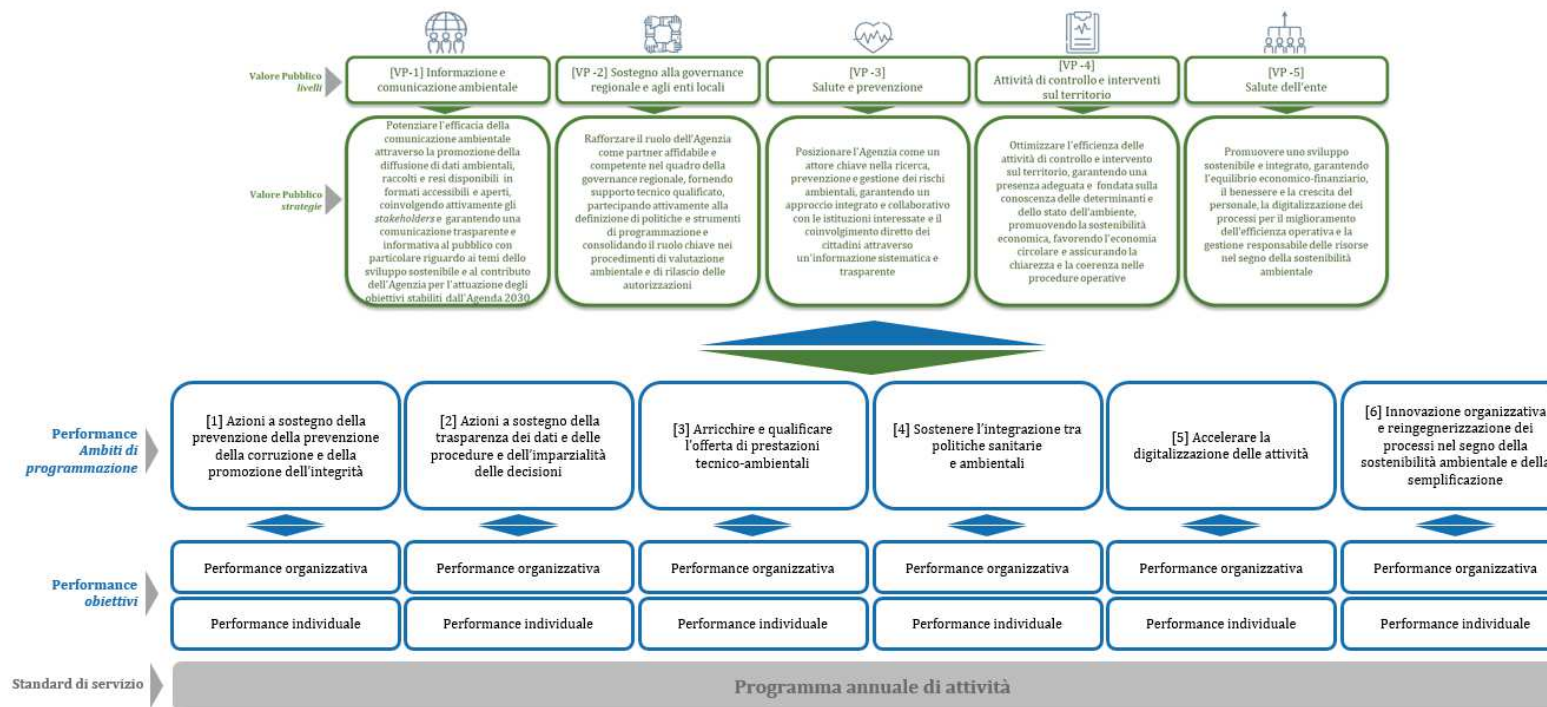 Valore Pubblico
livelli
[VP-1] Informazione e
comunicazione ambientale
[VP -2] Sostegno alla governance
regionale e agli enti locali
[VP -3]
Salute e prevenzione
[VP -4]
Attività di controllo e interventi
sul territorio
[VP -5]
Salute dell'ente
Valore Pubblico
strategie
Potenziare l'efficacia della
comunicazione ambientale
attraverso la promozione della
diffusione di dati ambientali,
raccolti e resi disponibili in
formati accessibili e aperti,
coinvolgendo attivamente gli
stakeholders e garantendo una
comunicazione trasparente e
informativa al pubblico con
particolare riguardo ai temi dello
sviluppo sostenibile e al contributo
dell'Agenzia per l'attuazione degli
obiettivi stabiliti dall'Agenda 2030
Rafforzare il ruolo dell'Agenzia
come partner affidabile e
competente nel quadro della
governance regionale, fornendo
supporto tecnico qualificato,
partecipando attivamente alla
definizione di politiche e strumenti
di programmazione e
consolidando il ruolo chiave nei
procedimenti di valutazione
ambientale e di rilascio delle
autorizzazioni
Posizionare l'Agenzia come un
attore chiave nella ricerca,
prevenzione e gestione dei rischi
ambientali, garantendo un
approccio integrato e collaborativo
con le istituzioni interessate e il
coinvolgimento diretto dei
cittadini attraverso
un'informazione sistematica e
trasparente
Ottimizzare l'efficienza delle
attività di controllo e intervento
sul territorio, garantendo una
presenza adeguata e fondata sulla
conoscenza delle determinanti e
dello stato dell'ambiente,
promuovendo la sostenibilità
economica, favorendo l'economia
circolare e assicurando la
chiarezza e la coerenza nelle
procedure operative
Promuovere uno sviluppo
sostenibile e integrato, garantendo
l'equilibrio economico-finanziario,
il benessere e la crescita del
personale, la digitalizzazione dei
processi per il miglioramento
dell'efficienza operativa e la
gestione responsabile delle risorse
nel segno della sostenibilità
ambientale
Performance
Ambiti di
programmazione
[1] Azioni a sostegno della
prevenzione della prevenzione
della corruzione e della
promozione dell'integrità
[2] Azioni a sostegno della
trasparenza dei dati e delle
procedure e dell'imparzialità
delle decisioni
[3] Arricchire e qualificare
l'offerta di prestazioni
tecnico-ambientali
[4] Sostenere l'integrazione tra
politiche sanitarie
e ambientali
[5] Accelerare la
digitalizzazione delle attività
[6] Innovazione organizzativa
e reingegnerizzazione dei
processi nel segno della
sostenibilità ambientale e della
semplificazione
Performance
obiettivi
Performance organizzativa
Performance organizzativa
Performance organizzativa
Performance organizzativa
Performance organizzativa
Performance organizzativa
Performance individuale
Performance individuale
Performance individuale
Performance individuale
Performance individuale
Performance individuale
Standard di servizio
Programma annuale di attività